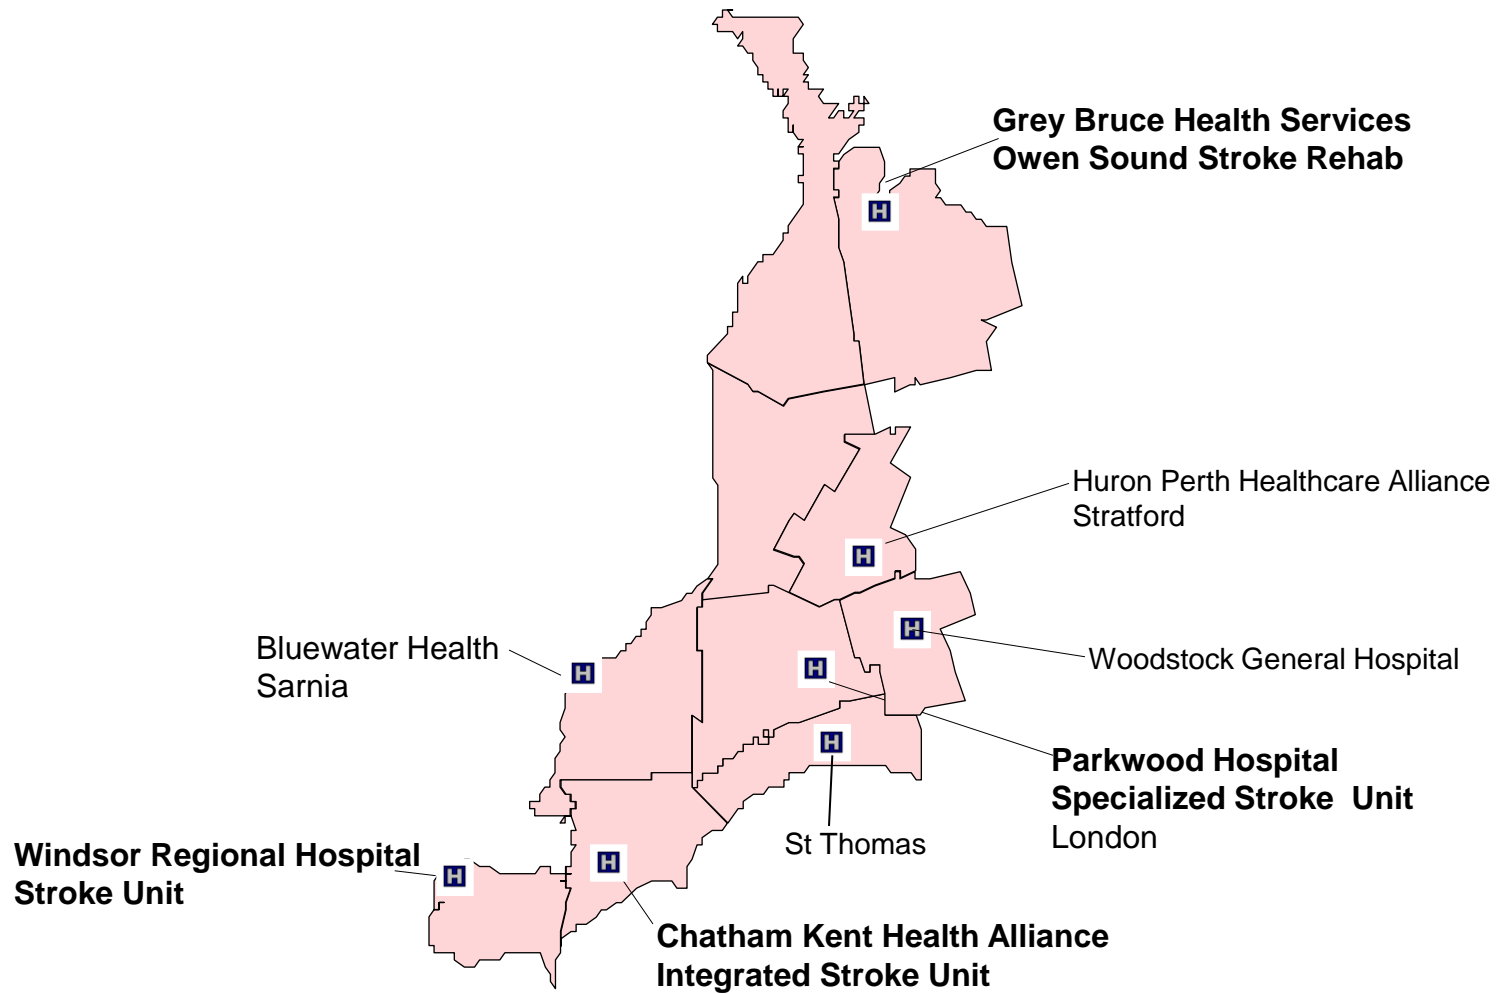 Grey Bruce Health Services
Owen Sound Stroke Rehab
H
Huron Perth Healthcare Alliance
Stratford
H
H
Woodstock General Hospital
Bluewater Health
Sarnia
H
H
Parkwood Hospital
Specialized Stroke Unit
London
H
St Thomas
Windsor Regional Hospital
Stroke Unit
H
H
Chatham Kent Health Alliance
Integrated Stroke Unit